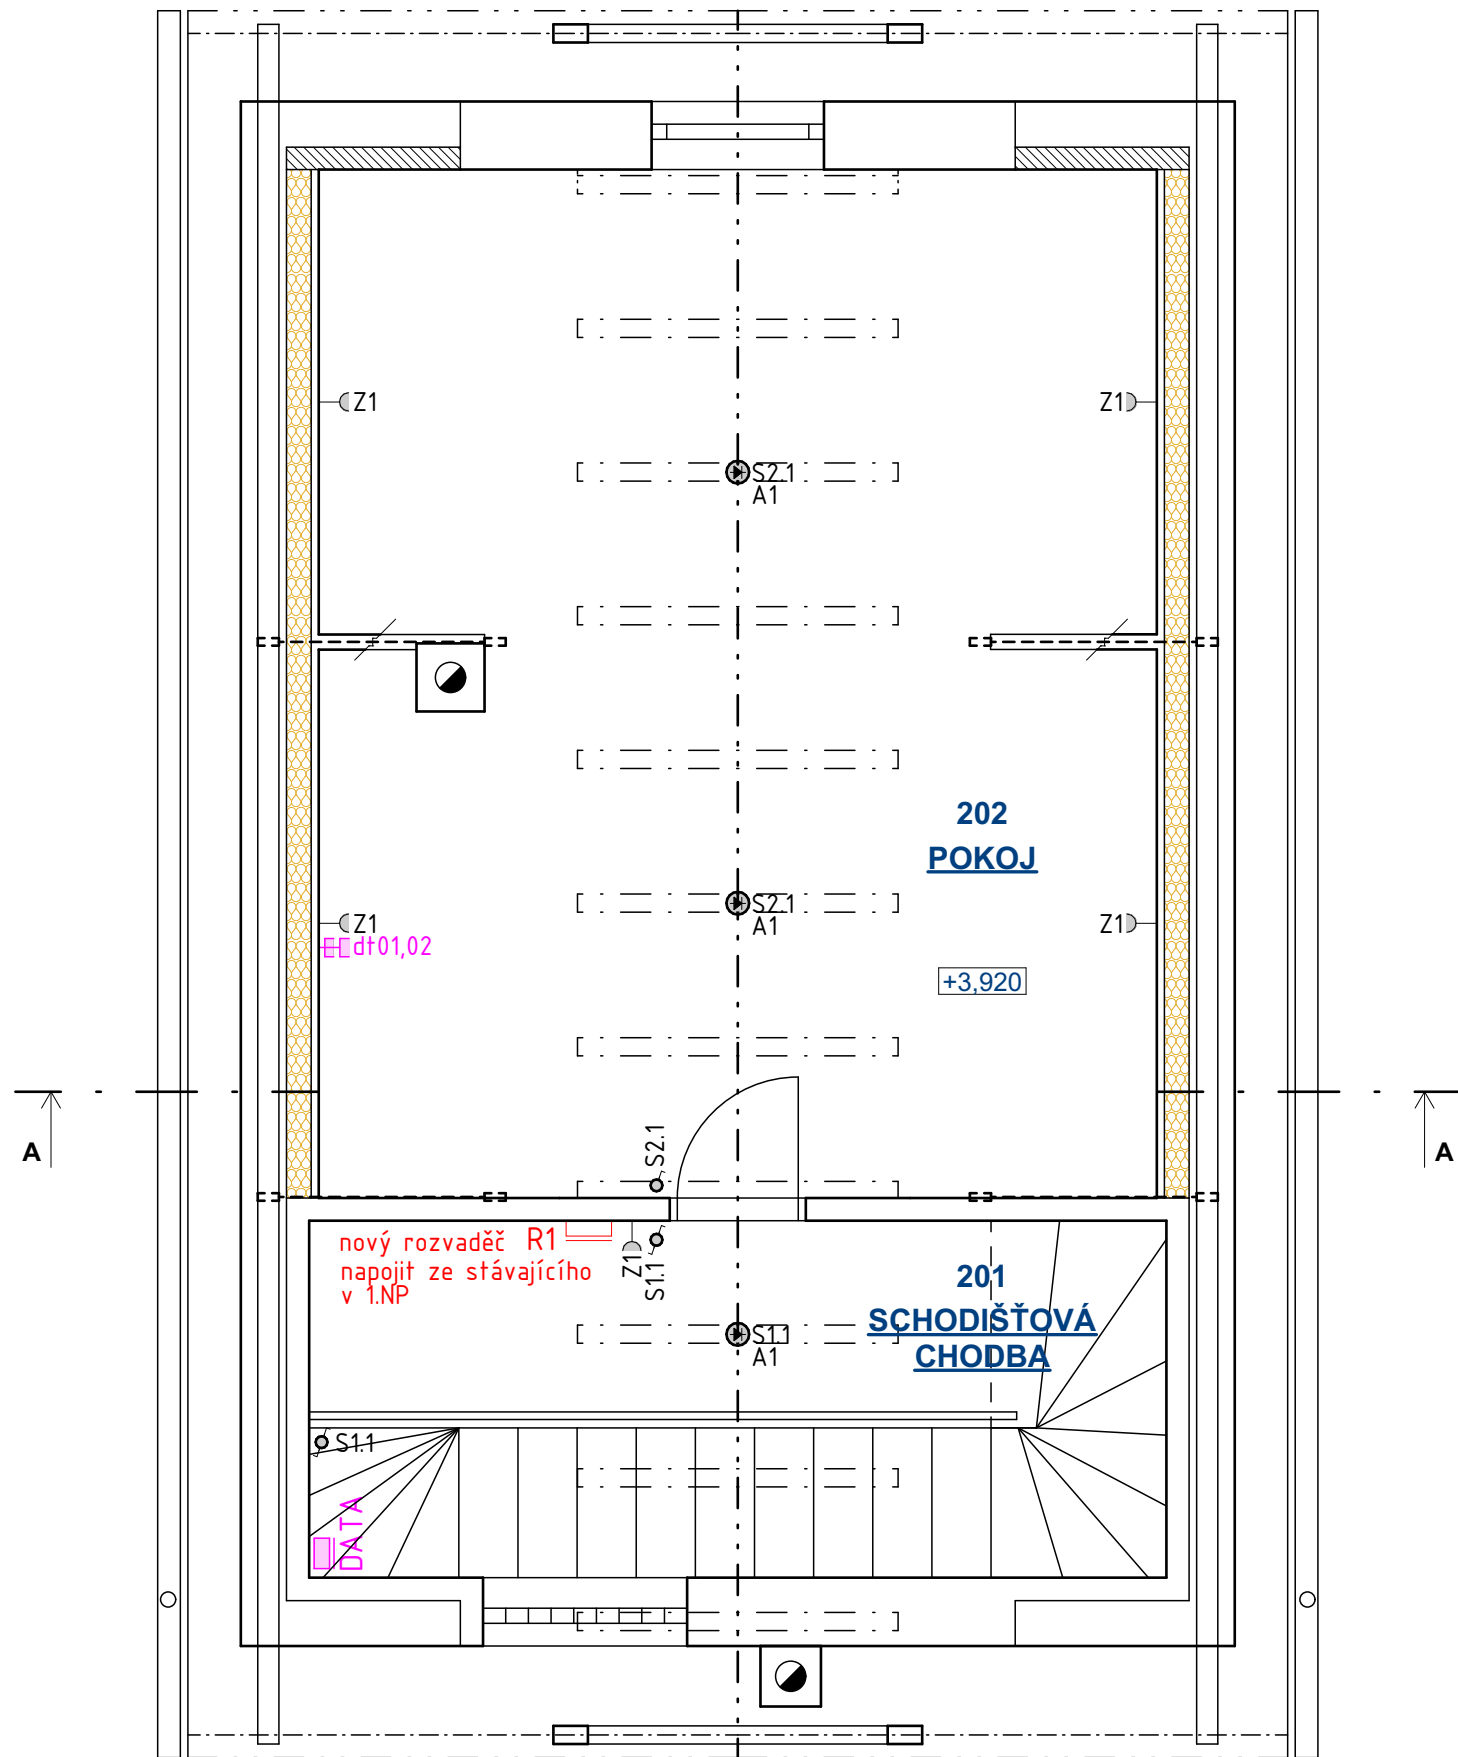 Z1
Z1
S2.1
A1
202
POKOJ
S2.1
A1
Z1
Z1
dt01,02
+3,920
A
A
S2.1
nový rozvaděč R1
napojit ze stávajícího
v 1.NP
Z1
S1.1
201
SCHODIŠŤOVÁ
CHODBA
S1.1
A1
S1.1
DATA